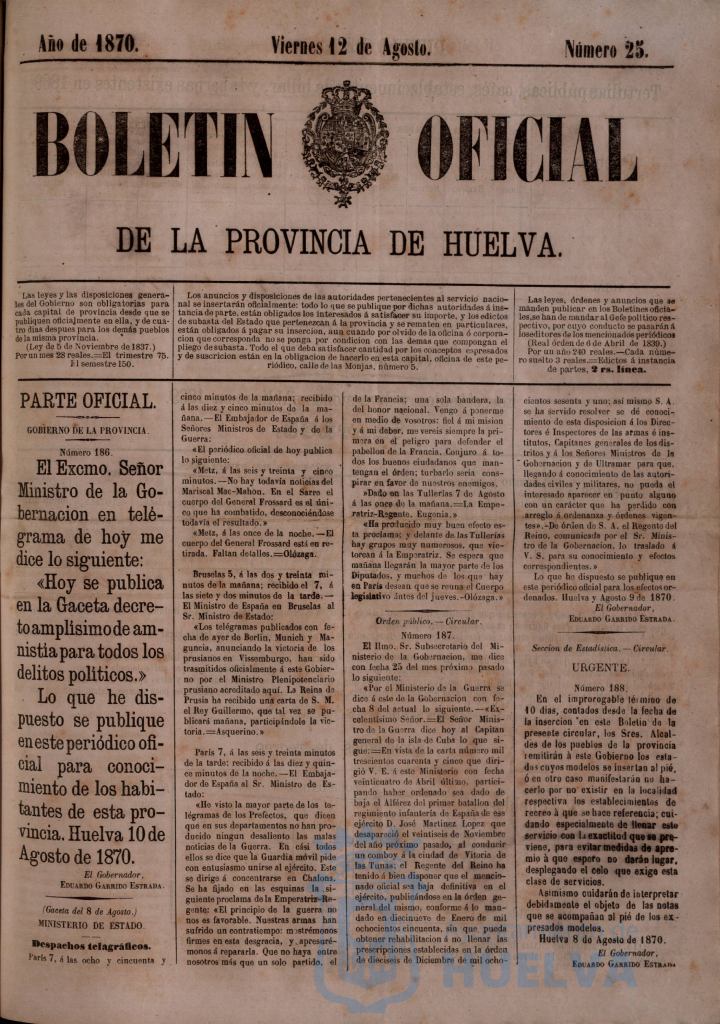 Año de 1870.
Viernes 12 de Agosto.
Número 25.
BOLETIN OFICIAL
DE LA PROVINCIA DE HUELVA.
Las leyes y las disposiciones genera-
les del Gobierno son obligatorias para
cada capital de provincia desde que se
publiquen oficialmente en ella, y de cua-
tro dias despues para los demás pueblos
de la misma provincia.
(Ley de 5 de Noviembre de 1837.)
Por un mes 28 reales.=El trimestre 75.
El semestre 150.
Los anuncios y disposiciones de las autoridades pertenecientes al servicio nacio-
nal se insertarán oficialmente: todo lo que se publique por dichas autoridades á ins-
tancia de parte, están obligados los interesados á satisfacer su importe, y los edictos
de subasta del Estado que pertenezcan á la provincia y se rematen en particulares,
están obligados á pagar su insercion, aun cuando por olvido de la oficina ó corpora-
cion que corresponda no se ponga por condicion con las demas que compongan el
pliego de subasta. Todo el que deba satisfacer cantidad por los conceptos espresados
y de suscricion están en la obligacion de hacerlo en esta capital, oficina de este pe-
riódico, calle de las Monjas, número 5.
Las leyes, órdenes y anuncios que se
manden publicar en los Boletines oficia-
les, se han de mandar al Gefe político res-
pectivo, por cuyo conducto se pasarán á
los editores de los mencionados periódicos
(Real órden de 6 de Abril de 1839.)
Por un año 240 reales.—Cada núme-
ro suelto 3 reales.=Edictos á instancia
de partes, 2 rs. línea.
PARTE OFICIAL.
GOBIERNO DE LA PROVINCIA.
Número 186.
El Excmo. Señor
Ministro de la Go-
bernacion en telé-
grama de hoy me
dice lo siguiente:
«Hoy se publica
en la Gaceta decre-
to amplísimo de am-
nistia para todos los
delitos políticos.»
Lo que he dis-
puesto se publique
en este periódico ofi-
cial para conoci-
miento de los habi-
tantes de esta pro-
vincia. Huelva 10 de
Agosto de 1870.
El Gobernador,
EDUARDO GARRIDO ESTRADA.
(Gaceta del 8 de Agosto.)
MINISTERIO DE ESTADO.
Despachos telagráficos.
París 7, á las ocho y cincuenta y
cinco minutos de la mañana; recibido
á las diez y cinco minutos de la ma-
ñana.—El Embajador de España á los
Señores Ministros de Estado y de la
Guerra:
«El periódico oficial de hoy publica
lo siguiente:
«Metz, á las seis y treinta y cinco
minutos.—No hay todavía noticias del
Mariscal Mac-Mahon. En el Sarre el
cuerpo del General Frossard es el úni-
co que ha combatido, desconociéndose
todavía el resultado.»
«Metz, á las once de la noche.—El
cuerpo del General Frossard está en re-
tirada. Faltan detalles.=Olózaga.
Bruselas 5, á las dos y treinta mi-
nutos de la mañana; recibido el 7, á
las siete y dos minutos de la tarde.—
El Ministro de España en Bruselas al
Sr. Ministro de Estado:
«Los telégramas publicados con fe-
cha de ayer de Berlin, Munich y Ma-
guncia, anunciando la victoria de los
prusianos en Vissemburgo, han sido
trasmitidos oficialmente á este Gobier-
no por el Ministro Plenipotenciario
prusiano acreditado aquí. La Reina de
Prusia ha recibido una carta de S. M.
el Rey Guillermo, que tal vez se publi-
cará mañana, participándole la victo-
ria.=Asquerino.»
París 7, á las seis y treinta minutos
de la tarde; recibido á las diez y quin-
ce minutos de la noche.—El Embaja-
dor de España al Sr. Ministro de Es-
tado:
«He visto la mayor parte de los te-
légramas de los Prefectos, que dicen
que en sus departamentos no han pro-
ducido ningun desaliento las malas
noticias de la Guerra. En cási todos
ellos se dice que la Guardia móvil pide
con entusiasmo unirse al ejército. Este
se dirige á concentrarse en Chalons.
Se ha fijado en las esquinas la si-
guiente proclama de la Emperatriz-Re-
gente: «El principio de la guerra no
nos es favorable. Nuestras armas han
sufrido un contratiempo: mostrémonos
firmes en esta desgracia, y apresuré-
monos á repararla. Que no haya entre
nosotros mas que un solo partido, el
de la Francia; una sola bandera, la
del honor nacional. Vengo á ponerme
en medio de vosotros: fiel á mi mision
y á mi deber, me vereis siempre la pri-
mera en el peligro para defender el
pabellon de la Francia. Conjuro á to-
dos los buenos ciudadanos que man-
tengan el órden; turbarlo sería cons-
pirar en favor de nuestros enemigos.
»Dado en las Tullerías 7 de Agosto
á las once de la mañana.—La Empe-
ratriz-Regente, Eugenia.»
«Ha producido muy buen efecto es-
ta proclama; y delante de las Tullerías
hay grupos muy numerosos, que vic-
torean á la Emperatriz. Se espera que
mañana llegarán la mayor parte de los
Diputados, y muchos de los que hay
en París desean que se reuna el Cuerpo
legislativo ántes del jueves.—Olózaga.»
Orden público.—Circular.
Número 187.
El Ilmo. Sr. Subsecretario del Mi-
nisterio de la Gobernacion, me dice
con fecha 25 del mes próximo pasado
lo siguiente:
«Por el Ministerio de la Guerra se
dice á este de la Gobernacion con fe-
cha 8 del actual lo siguiente.—«Ex-
celentísimo Señor.=El Señor Minis-
tro de la Guerra dice hoy al Capitan
general de la isla de Cuba lo que si-
gue:=En vista de la carta número mil
trescientos cuarenta y cinco que diri-
gió V. E. á este Ministerio con fecha
veinticuatro de Abril último, partici-
pando haber ordenado sea dado de
baja el Alférez del primer batallon del
regimiento infantería de España de ese
ejército D. José Martinez Lopez que
desapareció el veintiseis de Noviembre
del año próximo pasado, al conducir
un comboy á la ciudad de Vitoria de
las Tunas; el Regente del Reino ha
tenido á bien disponer que el mencio-
nado oficial sea baja definitiva en el
ejército, publicándose en la órden ge-
neral del mismo, conforme á lo man-
dado en diecinueve de Enero de mil
ochocientos cincuenta, sin que pueda
obtener rehabilitación á no llenar las
prescripciones establecidas en la órden
de dieciseis de Diciembre de mil ocho-
cientos sesenta y uno; así mismo S. A.
se ha servido resolver se dé conoci-
miento de esta disposicion á los Direc-
tores é Inspectores de las armas é ins-
titutos, Capitanes generales de los dis-
tritos y á los Señores Ministros de la
Gobernacion y de Ultramar para que,
llegando á conocimiento de las autori-
dades civiles y militares, no pueda el
interesado aparecer en punto alguno
con un carácter que ha perdido con
arreglo á ordenanza y órdenes vigan-
tes».-De órden de S. A. el Regente del
Reino, comunicada por el Sr. Minis-
tro de la Gobernacion, lo traslado á
V. S. para su conocimiento y efectos
correspondientes.»
Lo que he dispuesto se publique en
este periódico oficial para los efectos or-
denados. Huelva y Agosto 9 de 1870.
El Gobernador,
EDUARDO GARRIDO ESTRADA.
Seccion de Estadística.—Circular.
URGENTE.
Número 188.
En el improrogable término de
10 dias, contados desde la fecha de
la insercion en este Boletin de la
presente circular, los Sres. Alcal-
des de los pueblos de la provincia
remitirán á este Gobierno los esta-
dos cuyos modelos se insertan al pié,
ó en otro caso manifestarán no ha-
cerlo por no existir en la localidad
respectiva los establecimientos de
recreo á que se hace referencia; cui-
dando especialmente de llenar este
servicio con la exactitud que se pre-
viene, para evitar medidas de apre-
mio á que espero no darán lugar,
desplegando el celo que exige esta
clase de servicios.
Asimismo cuidarán de interpretar
debidamente el objeto de las notas
que se acompañan al pié de los ex-
presados modelos.
Huelva 8 de Agosto de 1870.
El Gobernador,
EDUARDO GARRIDO ESTRADA
de
HUELVA